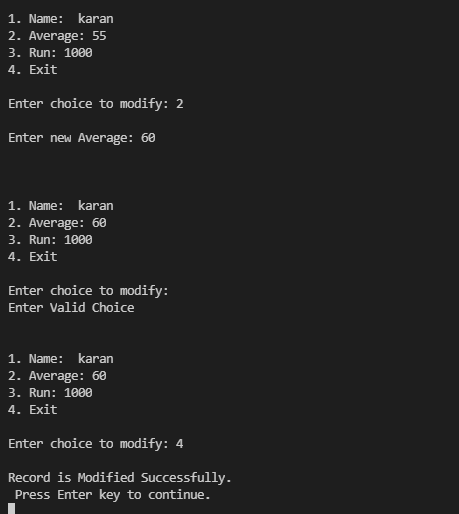 1. Name:  karan
2. Average: 55
3. Run: 1000
4. Exit
Enter choice to modify: 2
Enter new Average: 60
1. Name:  karan
2. Average: 60
3. Run: 1000
4. Exit
Enter choice to modify:
Enter Valid Choice
1. Name:  karan
2. Average: 60
3. Run: 1000
4. Exit
Enter choice to modify: 4
Record is Modified Successfully.
 Press Enter key to continue.